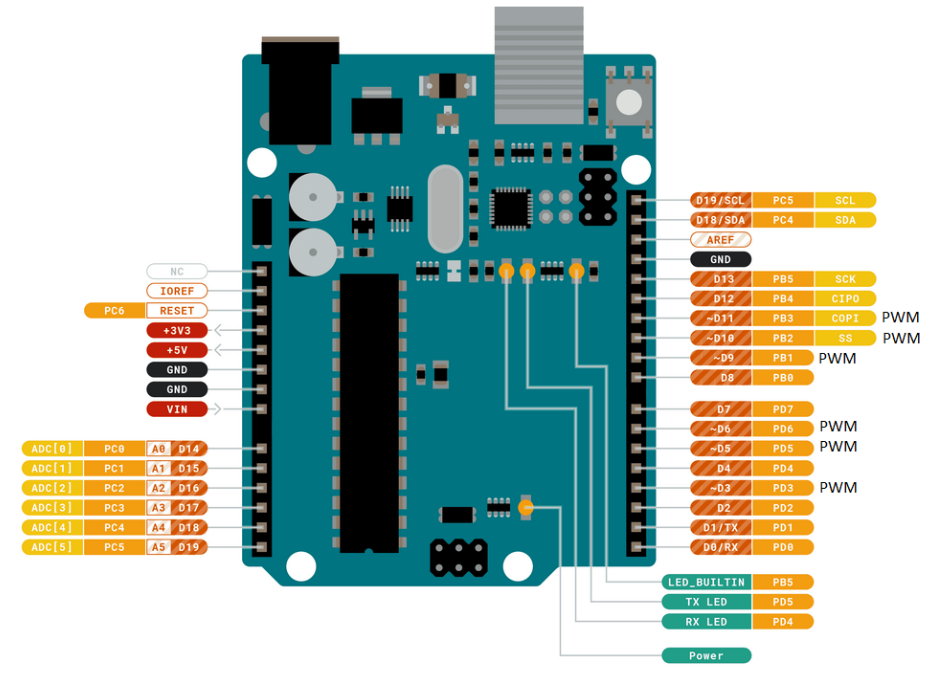 NC
IOREF
PC6 RESET
+3V3
+5V
GND
GND
VIN
ADC[0] PC0 A0 D14
ADC[1] PC1 A1 D15
ADC[2] PC2 A2 D16
ADC[3] PC3 A3 D17
ADC[4] PC4 A4 D18
ADC[5] PC5 A5 D19
D19/SCL PC5 SCL
D18/SDA PC4 SDA
AREF
GND
D13 PB5 SCK
D12 PB4 CIPO
~D11 PB3 COPI PWM
~D10 PB2 SS PWM
~D9 PB1 PWM
D8 PB0
D7 PD7
~D6 PD6 PWM
~D5 PD5 PWM
D4 PD4
~D3 PD3 PWM
D2 PD2
D1/TX PD1
D0/RX PD0
LED_BUILTIN PB5
TX LED PD5
RX LED PD4
Power